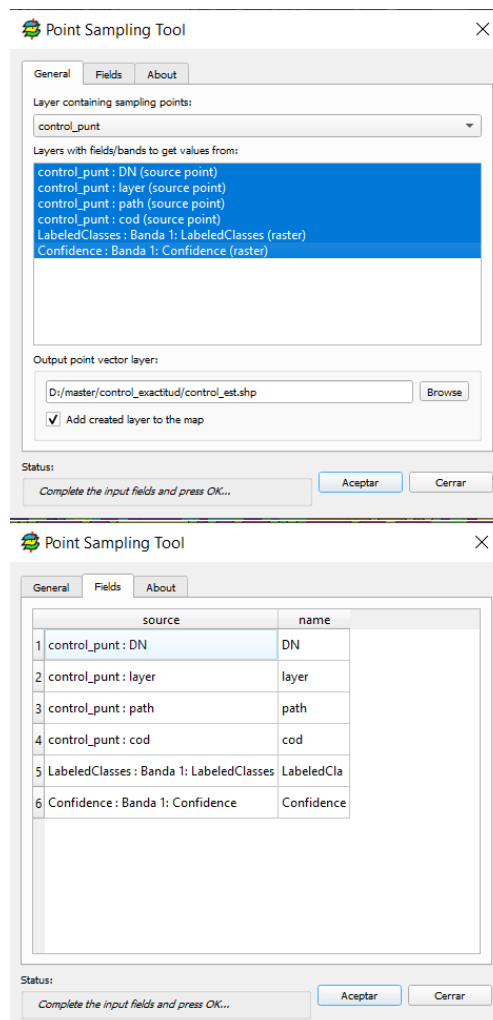 Point Sampling Tool
General Fields About
Layer containing sampling points:
control_punt
Layers with fields/bands to get values from:
control_punt : DN (source point)
control_punt : layer (source point)
control_punt : path (source point)
control_punt : cod (source point)
LabeledClasses : Banda 1: LabeledClasses (raster)
Confidence : Banda 1: Confidence (raster)
Output point vector layer:
D:/master/control_exactitud/control_est.shp Browse
Add created layer to the map
Status:
Complete the input fields and press OK... Aceptar Cerrar
Point Sampling Tool
General Fields About
source name
1 control_punt : DN DN
2 control_punt : layer layer
3 control_punt : path path
4 control_punt : cod cod
5 LabeledClasses : Banda 1: LabeledClasses LabeledCla
6 Confidence : Banda 1: Confidence Confidence
Status:
Complete the input fields and press OK... Aceptar Cerrar